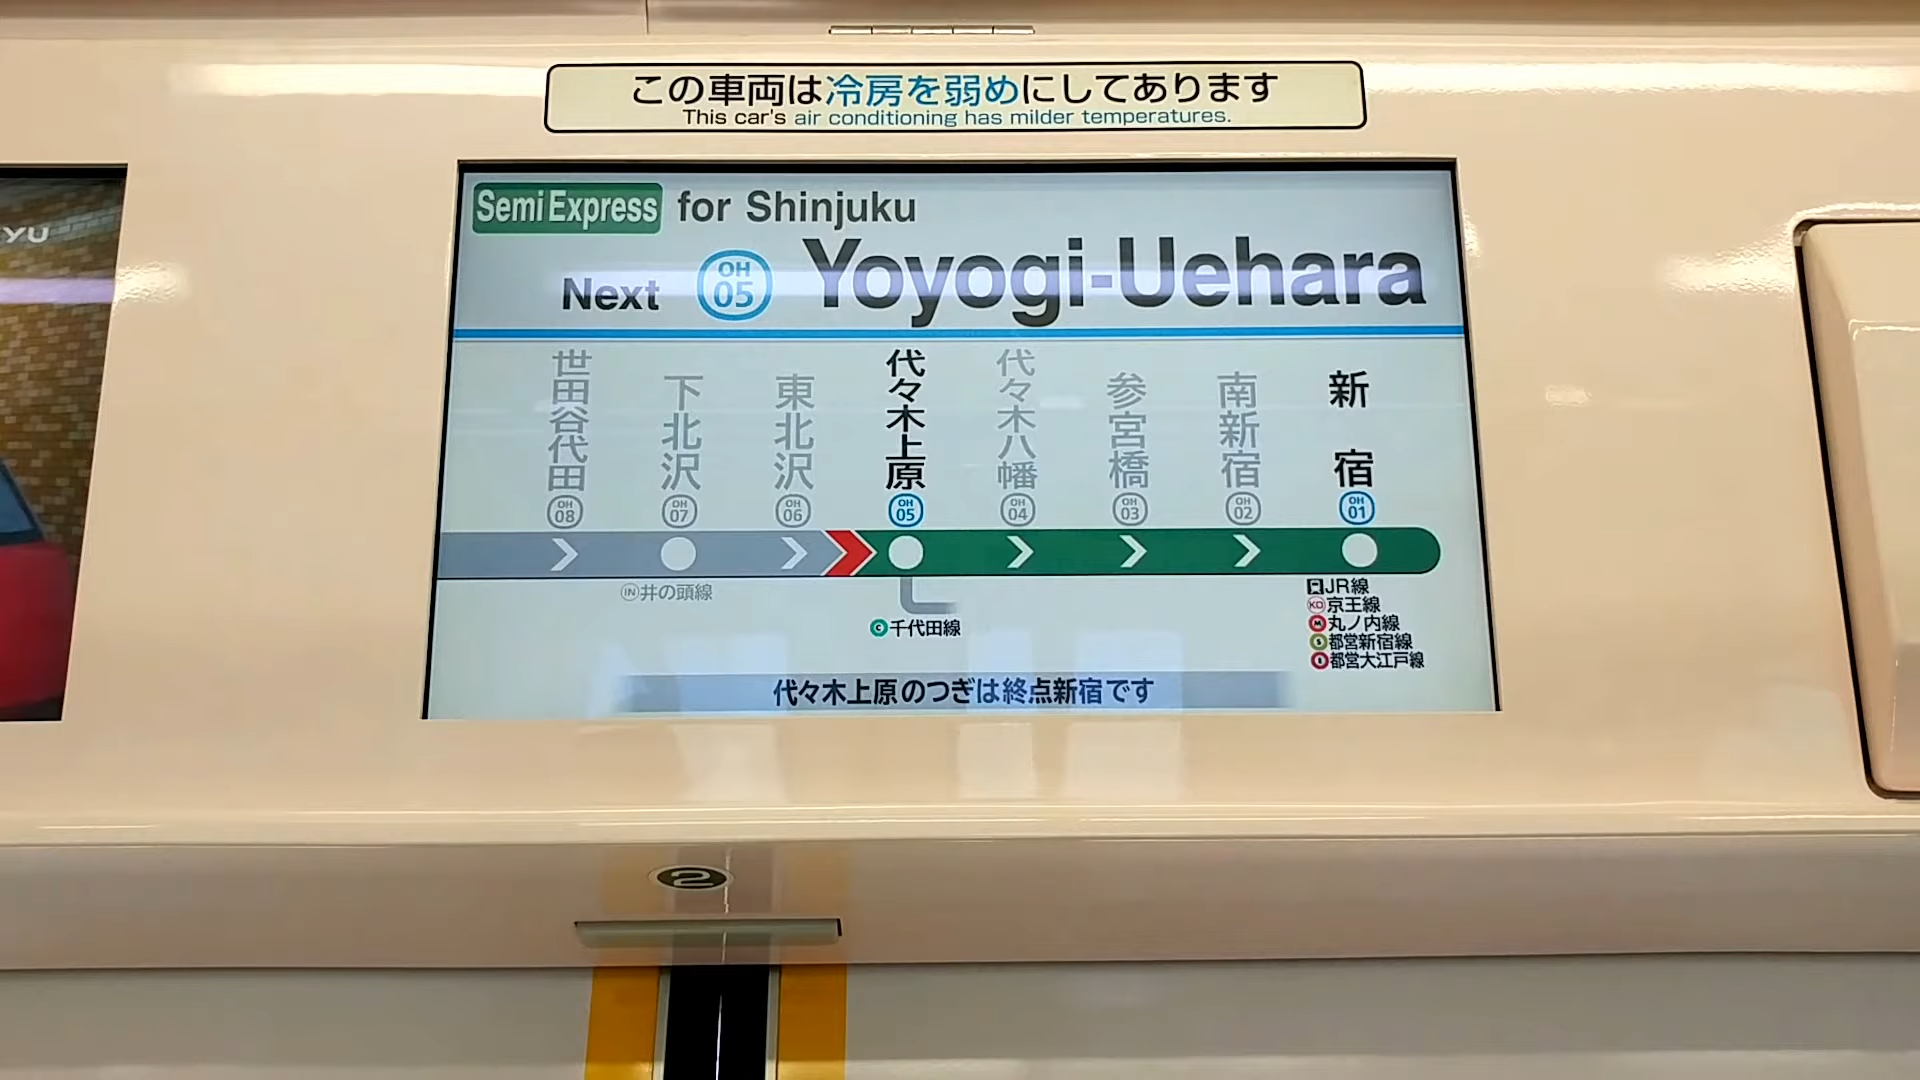 この車両は冷房を弱めにしてあります
This car's air conditioning has milder temperatures.
YU
Semi Express for Shinjuku
Next OH 05 Yoyogi-Uehara
世田谷代田
下北沢
東北沢
代々木上原
代々木八幡
参宮橋
南新宿
新宿
OH 08
OH 07
OH 06
OH 05
OH 04
OH 03
OH 02
OH 01
IN 井の頭線
C 千代田線
JR線
KO 京王線
M 丸ノ内線
S 都営新宿線
E 都営大江戸線
代々木上原のつぎは終点新宿です
2